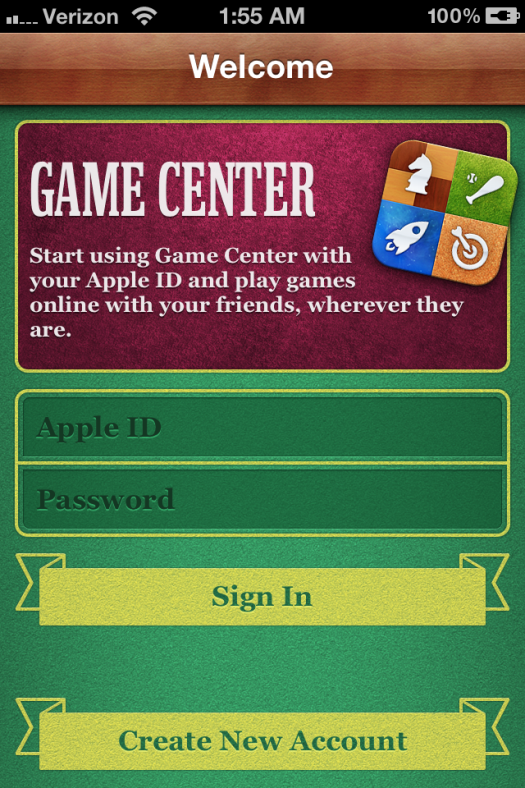 Verizon 1:55 AM 100%
Welcome
GAME CENTER
Start using Game Center with
your Apple ID and play games
online with your friends, wherever they
are.
Apple ID
Password
Sign In
Create New Account